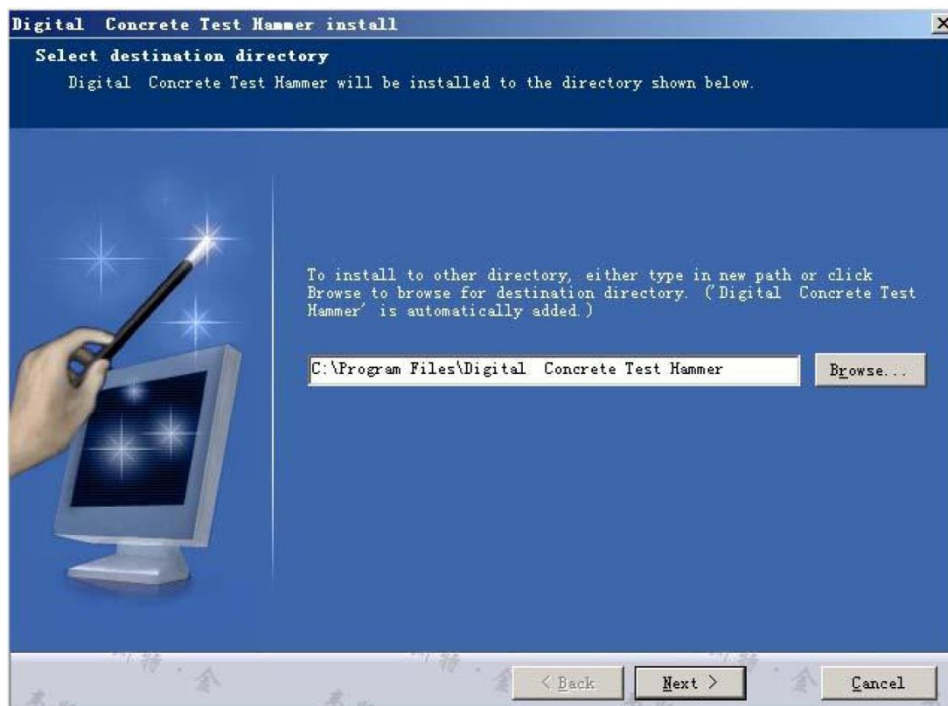 Digital  Concrete Test Hammer install
Select destination directory
Digital  Concrete Test Hammer will be installed to the directory shown below.
To install to other directory, either type in new path or click
Browse to browse for destination directory. ('Digital  Concrete Test
Hammer' is automatically added.)
C:\Program Files\Digital  Concrete Test Hammer
Browse...
< Back
Next >
Cancel